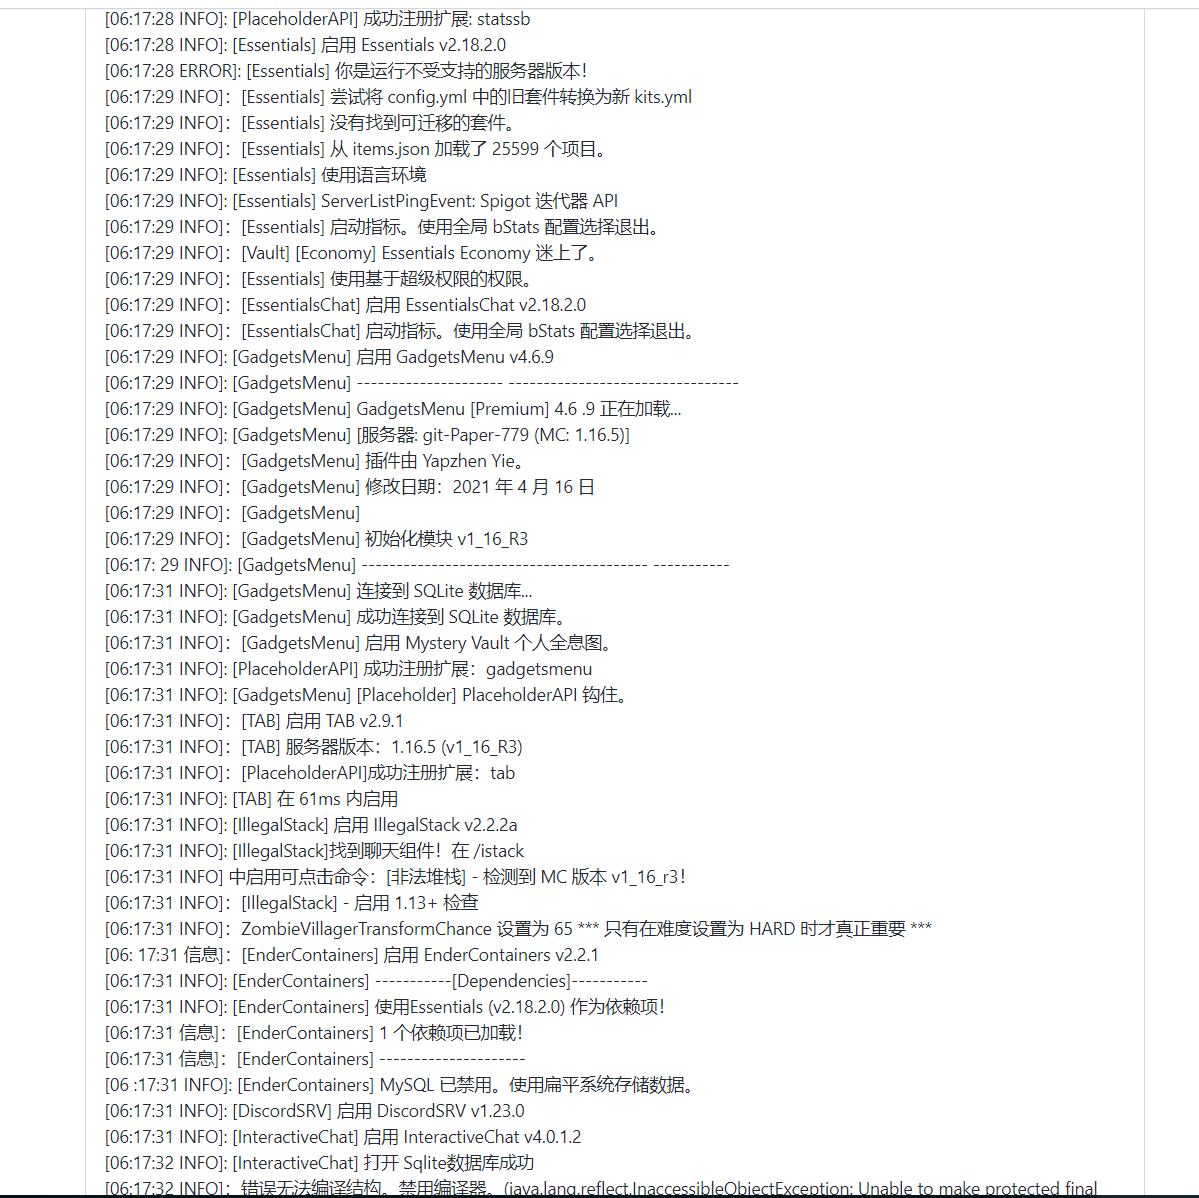 [06:17:28 INFO]: [PlaceholderAPI] 成功注册扩展: statssb
[06:17:28 INFO]: [Essentials] 启用 Essentials v2.18.2.0
[06:17:28 ERROR]: [Essentials] 你是运行不受支持的服务器版本！
[06:17:29 INFO]：[Essentials] 尝试将 config.yml 中的旧套件转换为新 kits.yml
[06:17:29 INFO]：[Essentials] 没有找到可迁移的套件。
[06:17:29 INFO]：[Essentials] 从 items.json 加载了 25599 个项目。
[06:17:29 INFO]: [Essentials] 使用语言环境
[06:17:29 INFO]: [Essentials] ServerListPingEvent: Spigot 迭代器 API
[06:17:29 INFO]：[Essentials] 启动指标。使用全局 bStats 配置选择退出。
[06:17:29 INFO]：[Vault] [Economy] Essentials Economy 迷上了。
[06:17:29 INFO]：[Essentials] 使用基于超级权限的权限。
[06:17:29 INFO]：[EssentialsChat] 启用 EssentialsChat v2.18.2.0
[06:17:29 INFO]：[EssentialsChat] 启动指标。使用全局 bStats 配置选择退出。
[06:17:29 INFO]: [GadgetsMenu] 启用 GadgetsMenu v4.6.9
[06:17:29 INFO]: [GadgetsMenu] --------------------- ---------------------------------
[06:17:29 INFO]: [GadgetsMenu] GadgetsMenu [Premium] 4.6 .9 正在加载...
[06:17:29 INFO]: [GadgetsMenu] [服务器: git-Paper-779 (MC: 1.16.5)]
[06:17:29 INFO]：[GadgetsMenu] 插件由 Yapzhen Yie。
[06:17:29 INFO]：[GadgetsMenu] 修改日期：2021 年 4 月 16 日
[06:17:29 INFO]：[GadgetsMenu]
[06:17:29 INFO]：[GadgetsMenu] 初始化模块 v1_16_R3
[06:17: 29 INFO]: [GadgetsMenu] ----------------------------------------- -----------
[06:17:31 INFO]: [GadgetsMenu] 连接到 SQLite 数据库...
[06:17:31 INFO]: [GadgetsMenu] 成功连接到 SQLite 数据库。
[06:17:31 INFO]：[GadgetsMenu] 启用 Mystery Vault 个人全息图。
[06:17:31 INFO]: [PlaceholderAPI] 成功注册扩展：gadgetsmenu
[06:17:31 INFO]: [GadgetsMenu] [Placeholder] PlaceholderAPI 钩住。
[06:17:31 INFO]：[TAB] 启用 TAB v2.9.1
[06:17:31 INFO]：[TAB] 服务器版本：1.16.5 (v1_16_R3)
[06:17:31 INFO]：[PlaceholderAPI]成功注册扩展：tab
[06:17:31 INFO]: [TAB] 在 61ms 内启用
[06:17:31 INFO]: [IllegalStack] 启用 IllegalStack v2.2.2a
[06:17:31 INFO]: [IllegalStack]找到聊天组件！在 /istack
[06:17:31 INFO] 中启用可点击命令：[非法堆栈] - 检测到 MC 版本 v1_16_r3！
[06:17:31 INFO]：[IllegalStack] - 启用 1.13+ 检查
[06:17:31 INFO]：ZombieVillagerTransformChance 设置为 65 *** 只有在难度设置为 HARD 时才真正重要 ***
[06: 17:31 信息]：[EnderContainers] 启用 EnderContainers v2.2.1
[06:17:31 INFO]: [EnderContainers] -----------[Dependencies]-----------
[06:17:31 INFO]: [EnderContainers] 使用Essentials (v2.18.2.0) 作为依赖项！
[06:17:31 信息]：[EnderContainers] 1 个依赖项已加载！
[06:17:31 信息]：[EnderContainers] ---------------------
[06 :17:31 INFO]: [EnderContainers] MySQL 已禁用。使用扁平系统存储数据。
[06:17:31 INFO]: [DiscordSRV] 启用 DiscordSRV v1.23.0
[06:17:31 INFO]: [InteractiveChat] 启用 InteractiveChat v4.0.1.2
[06:17:32 INFO]: [InteractiveChat] 打开 Sqlite数据库成功
[06:17:32 INFO]：错误无法编译结构。禁用编译器。(java.lang.reflect.InaccessibleObjectException: Unable to make protected final